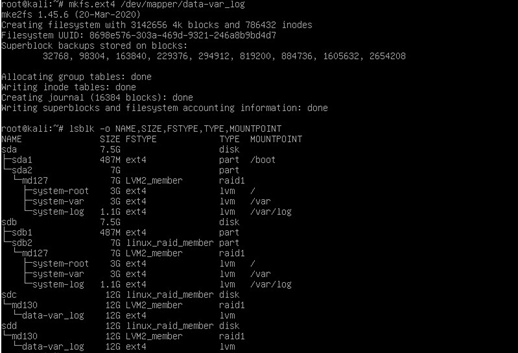 root@kali:~# mkfs.ext4 /dev/mapper/data-var_log
mke2fs 1.45.6 (20-Mar-2020)
Creating filesystem with 3142656 4k blocks and 786432 inodes
Filesystem UUID: 8698e576-303a-469d-9321-246a8b9bd4d7
Superblock backups stored on blocks:
        32768, 98304, 163840, 229376, 294912, 819200, 884736, 1605632, 2654208

Allocating group tables: done
Writing inode tables: done
Creating journal (16384 blocks): done
Writing superblocks and filesystem accounting information: done

root@kali:~# lsblk -o NAME,SIZE,FSTYPE,TYPE,MOUNTPOINT
NAME                SIZE FSTYPE            TYPE  MOUNTPOINT
sda                 7.5G                   disk
├─sda1              487M ext4              part  /boot
└─sda2                7G                   part
  └─md127             7G LVM2_member       raid1
    ├─system-root     3G ext4              lvm   /
    ├─system-var      3G ext4              lvm   /var
    └─system-log    1.1G ext4              lvm   /var/log
sdb                 7.5G                   disk
├─sdb1              487M ext4              part
└─sdb2                7G linux_raid_member part
  └─md127             7G LVM2_member       raid1
    ├─system-root     3G ext4              lvm   /
    ├─system-var      3G ext4              lvm   /var
    └─system-log    1.1G ext4              lvm   /var/log
sdc                  12G linux_raid_member disk
└─md130              12G LVM2_member       raid1
  └─data-var_log     12G ext4              lvm
sdd                  12G linux_raid_member disk
└─md130              12G LVM2_member       raid1
  └─data-var_log     12G ext4              lvm